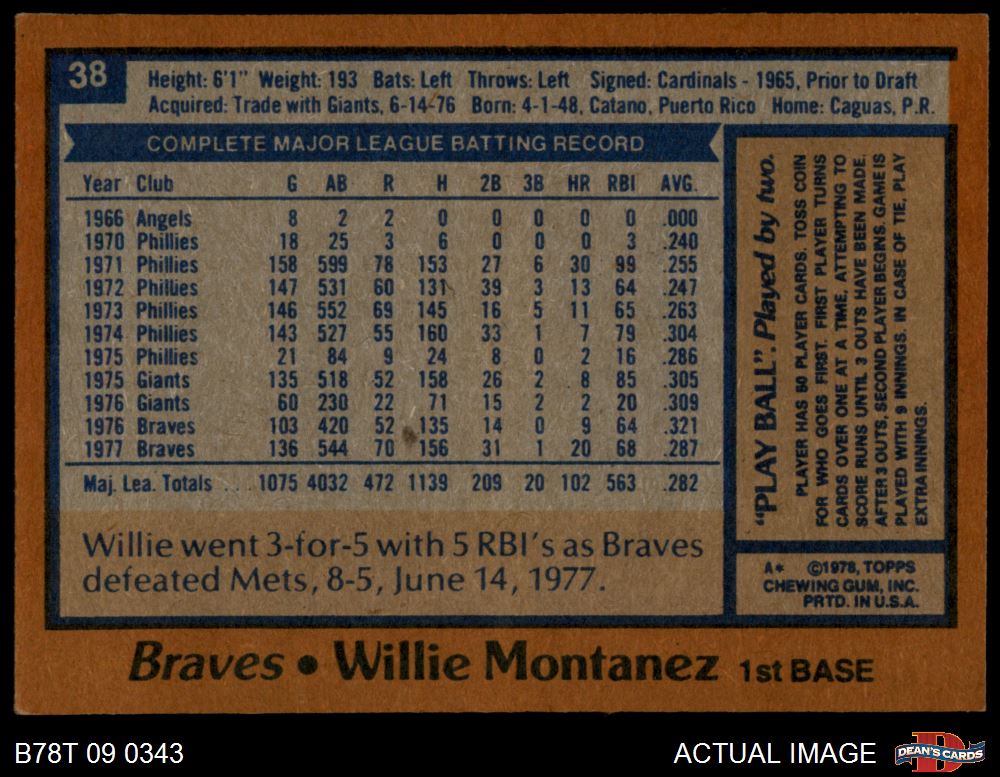 38
Height: 6'1" Weight: 193 Bats: Left Throws: Left Signed: Cardinals - 1965, Prior to Draft
Acquired: Trade with Giants, 6-14-76 Born: 4-1-48, Catano, Puerto Rico Home: Caguas, P.R.
COMPLETE MAJOR LEAGUE BATTING RECORD
Year Club G AB R H 2B 3B HR RBI AVG.
1966 Angels 8 2 2 0 0 0 0 0 .000
1970 Phillies 18 25 3 6 0 0 0 3 .240
1971 Phillies 158 599 78 153 27 6 30 99 .255
1972 Phillies 147 531 60 131 39 3 13 64 .247
1973 Phillies 146 552 69 145 16 5 11 65 .263
1974 Phillies 143 527 55 160 33 1 7 79 .304
1975 Phillies 21 84 9 24 8 0 2 16 .286
1975 Giants 135 518 52 158 26 2 8 85 .305
1976 Giants 60 230 22 71 15 2 2 20 .309
1976 Braves 103 420 52 135 14 0 9 64 .321
1977 Braves 136 544 70 156 31 1 20 68 .287
Maj. Lea. Totals ... 1075 4032 472 1139 209 20 102 563 .282
Willie went 3-for-5 with 5 RBI's as Braves
defeated Mets, 8-5, June 14, 1977.
"PLAY BALL". Played by two.
PLAYER HAS 50 PLAYER CARDS. TOSS COIN
FOR WHO GOES FIRST. FIRST PLAYER TURNS
CARDS OVER ONE AT A TIME, ATTEMPTING TO
SCORE RUNS UNTIL 3 OUTS HAVE BEEN MADE.
AFTER 3 OUTS, SECOND PLAYER BEGINS. GAME IS
PLAYED WITH 9 INNINGS. IN CASE OF TIE, PLAY
EXTRA INNINGS.
A* ©1978, TOPPS
CHEWING GUM, INC.
PRTD. IN U.S.A.
Braves • Willie Montanez 1st BASE
B78T 09 0343
ACTUAL IMAGE
D
DEAN'S CARDS